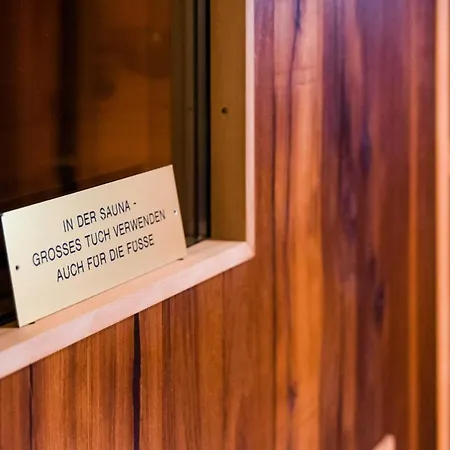 IN DER SAUNA -
GROSSES TUCH VERWENDEN
AUCH FÜR DIE FÜSSE